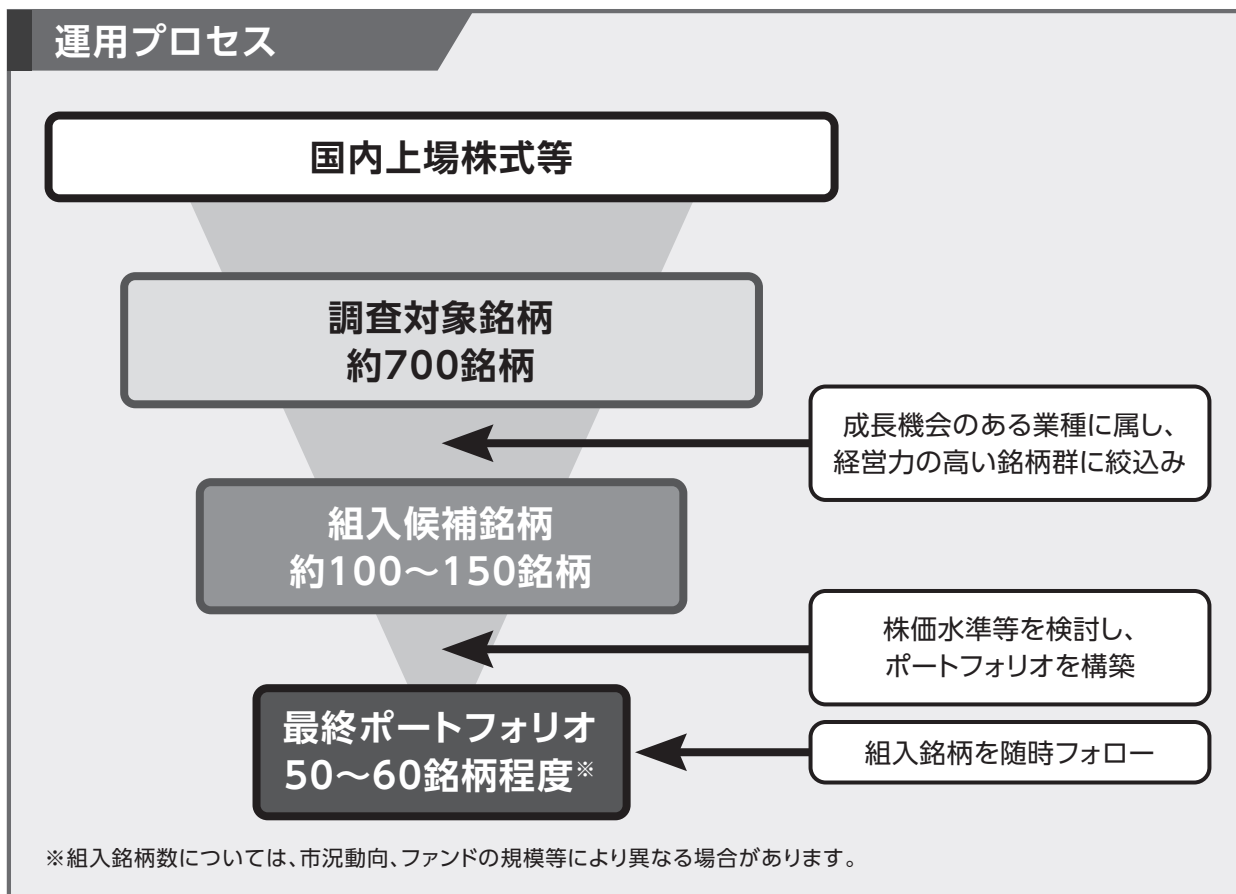 運用プロセス
国内上場株式等
調査対象銘柄
約700銘柄
成長機会のある業種に属し、
経営力の高い銘柄群に絞込み
組入候補銘柄
約100～150銘柄
株価水準等を検討し、
ポートフォリオを構築
最終ポートフォリオ
50～60銘柄程度※
組入銘柄を随時フォロー
※組入銘柄数については、市況動向、ファンドの規模等により異なる場合があります。